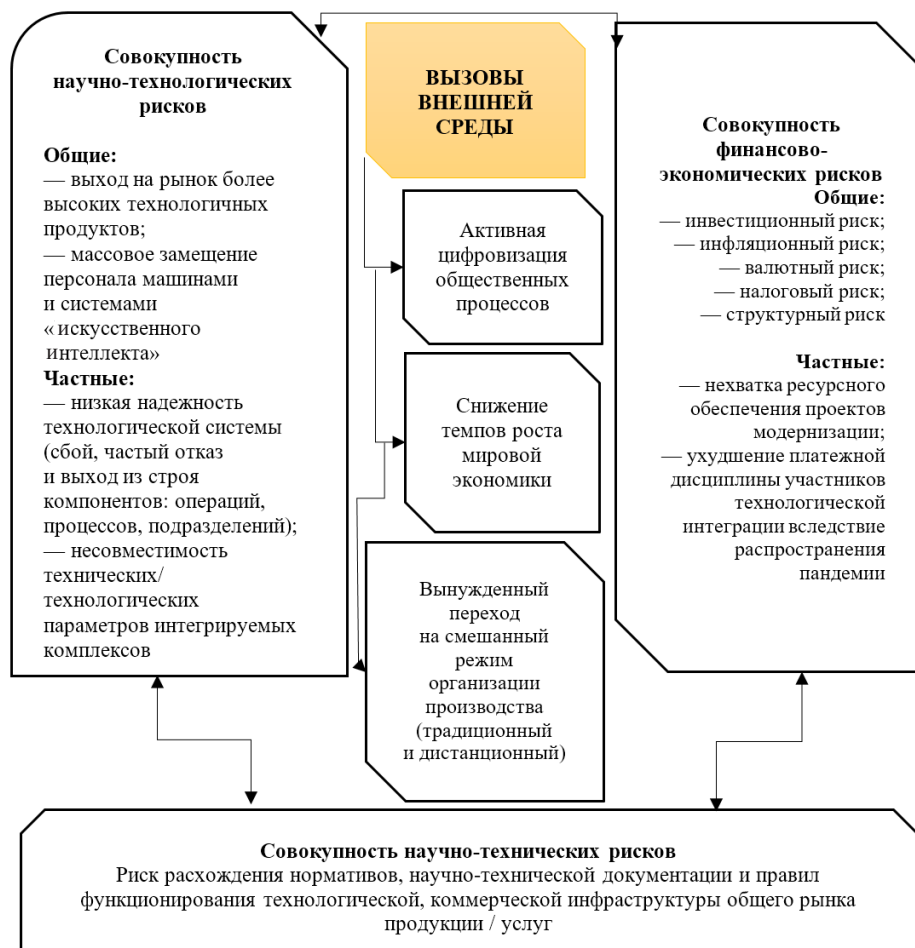 Совокупность
научно-технологических
рисков
Общие:
— выход на рынок более
высоких технологичных
продуктов;
— массовое замещение
персонала машинами
и системами
«искусственного
интеллекта»
Частные:
— низкая надежность
технологической системы
(сбой, частый отказ
и выход из строя
компонентов: операций,
процессов, подразделений);
— несовместимость
технических/
технологических
параметров интегрируемых
комплексов
ВЫЗОВЫ
ВНЕШНЕЙ
СРЕДЫ
Активная
цифровизация
общественных
процессов
Снижение
темпов роста
мировой
экономики
Вынужденный
переход
на смешанный
режим
организации
производства
(традиционный
и дистанционный)
Совокупность
финансово-
экономических рисков
Общие:
— инвестиционный риск;
— инфляционный риск;
— валютный риск;
— налоговый риск;
— структурный риск
Частные:
— нехватка ресурсного
обеспечения проектов
модернизации;
— ухудшение платежной
дисциплины участников
технологической
интеграции вследствие
распространения
пандемии
Совокупность научно-технических рисков
Риск расхождения нормативов, научно-технической документации и правил
функционирования технологической, коммерческой инфраструктуры общего рынка
продукции / услуг